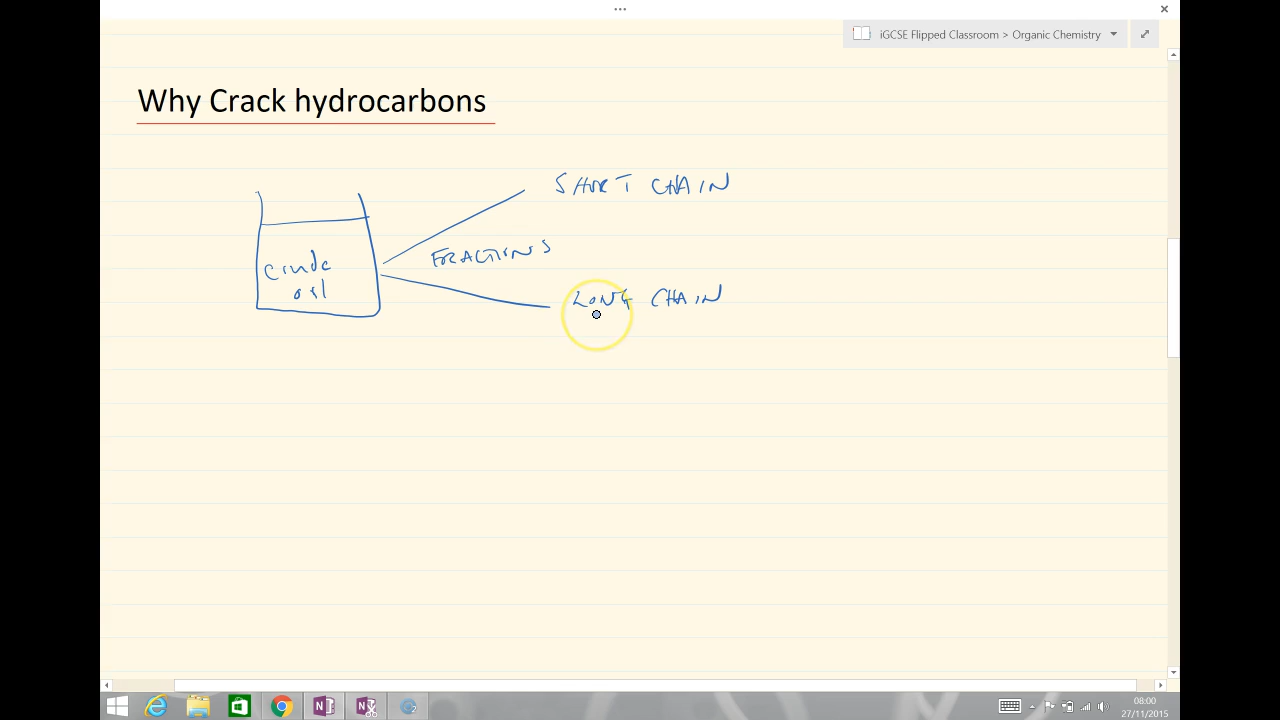 iGCSE Flipped Classroom > Organic Chemistry
Why Crack hydrocarbons
SHORT CHAIN
FRACTIONS
crude
oil
LONG CHAIN
08:00
27/11/2015